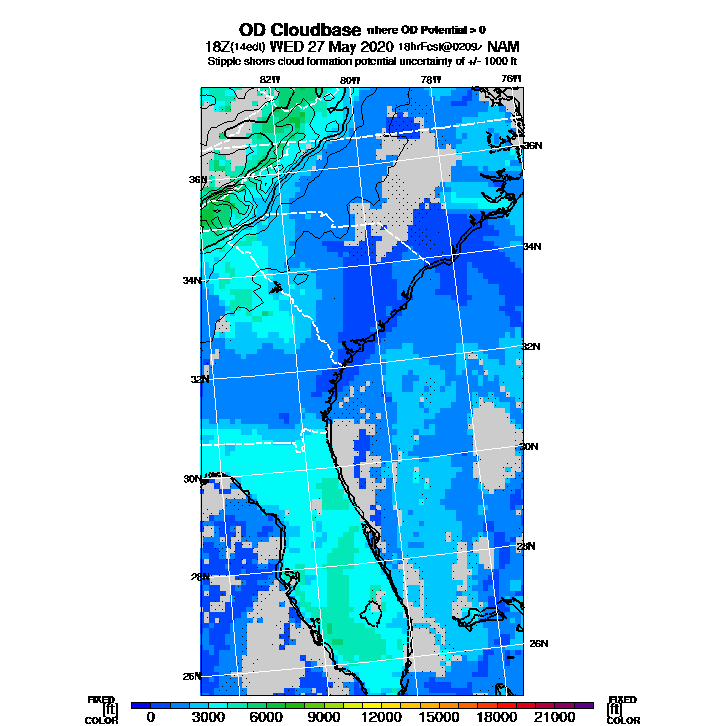 OD Cloudbase where OD Potential > 0
18Z(14edt) WED 27 May 2020 18hrFcst@0209z NAM
Stipple shows cloud formation potential uncertainty of +/- 1000 ft
82W 80W 78W 76W
36N
36N
34N
34N
32N
32N
30N
30N
28N
28N
26N
26N
FIXED [ft] COLOR
0 3000 6000 9000 12000 15000 18000 21000
FIXED [ft] COLOR